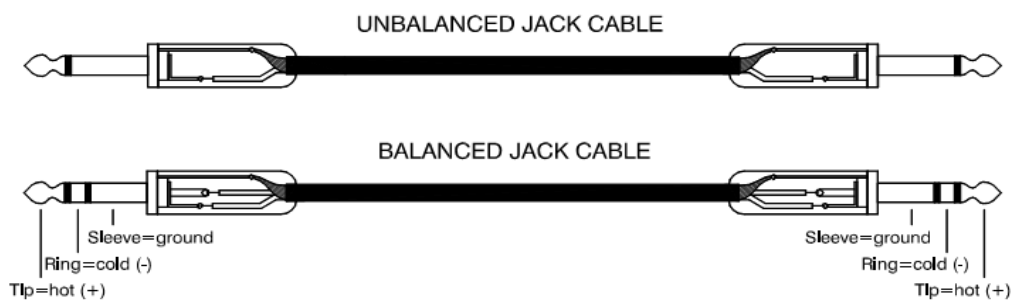 UNBALANCED JACK CABLE
BALANCED JACK CABLE
Sleeve=ground
Sleeve=ground
Ring=cold (-)
Ring=cold (-)
Tip=hot (+)
Tip=hot (+)